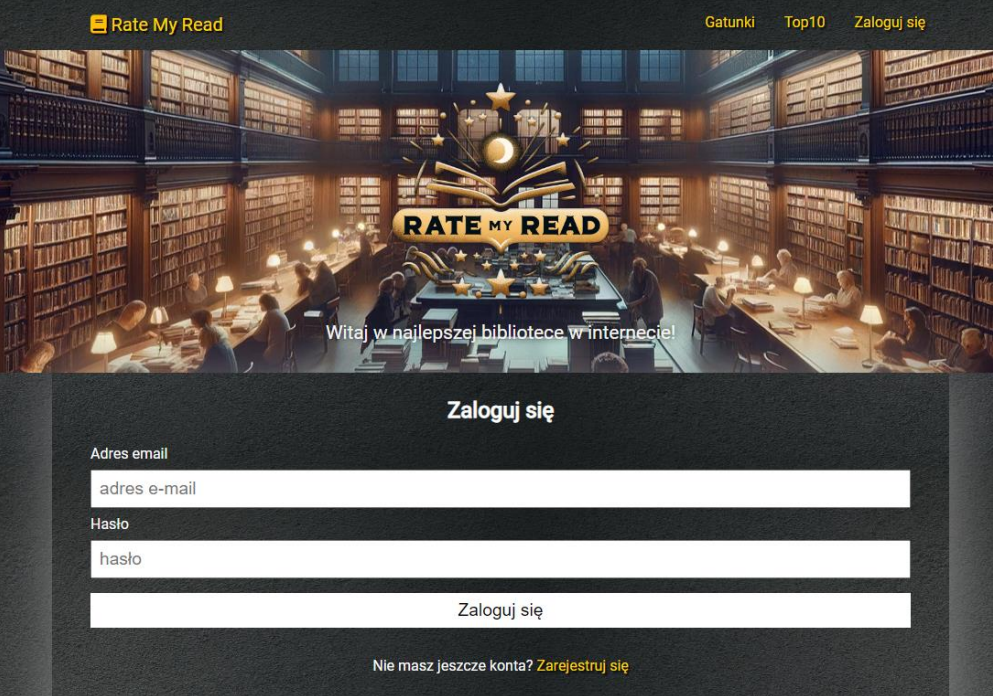 Rate My Read
Gatunki
Top10
Zaloguj się
RATE MY READ
Witaj w najlepszej bibliotece w internecie!
Zaloguj się
Adres email
adres e-mail
Hasło
hasło
Zaloguj się
Nie masz jeszcze konta? Zarejestruj się